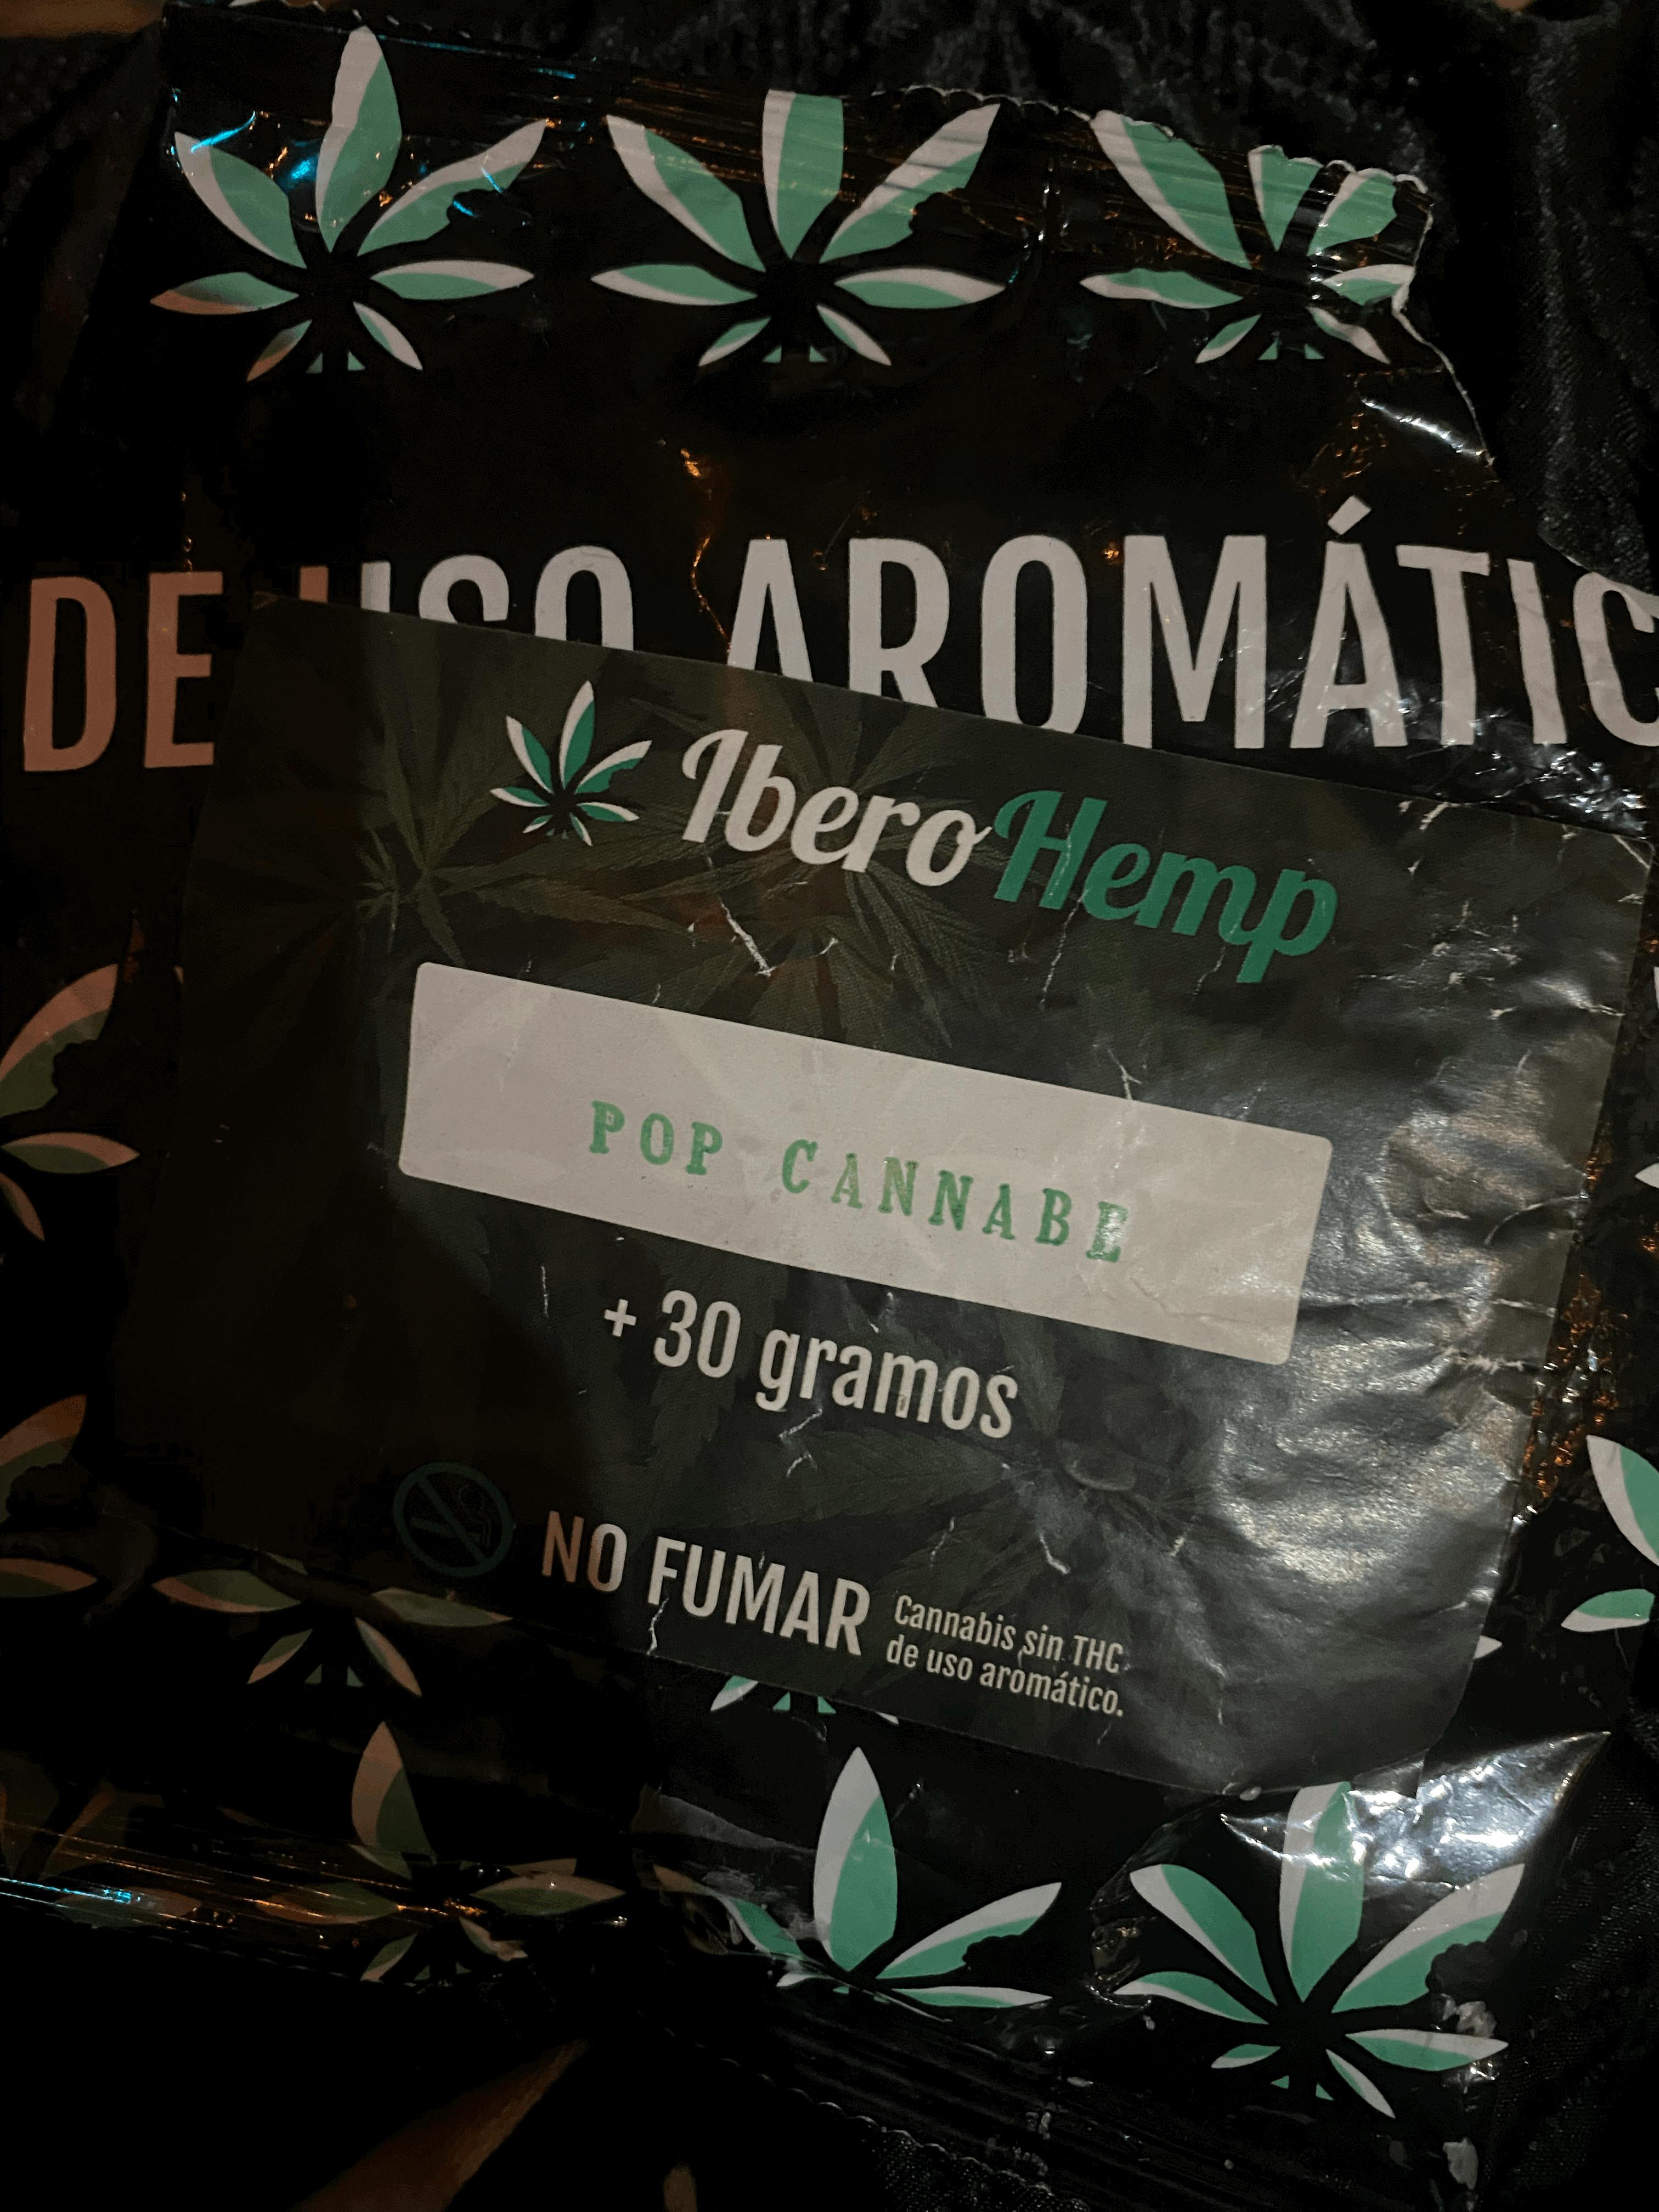 DE USO AROMÁTIC
IberoHemp
POP CANNABE
+ 30 gramos
NO FUMAR
Cannabis sin THC
de uso aromático.